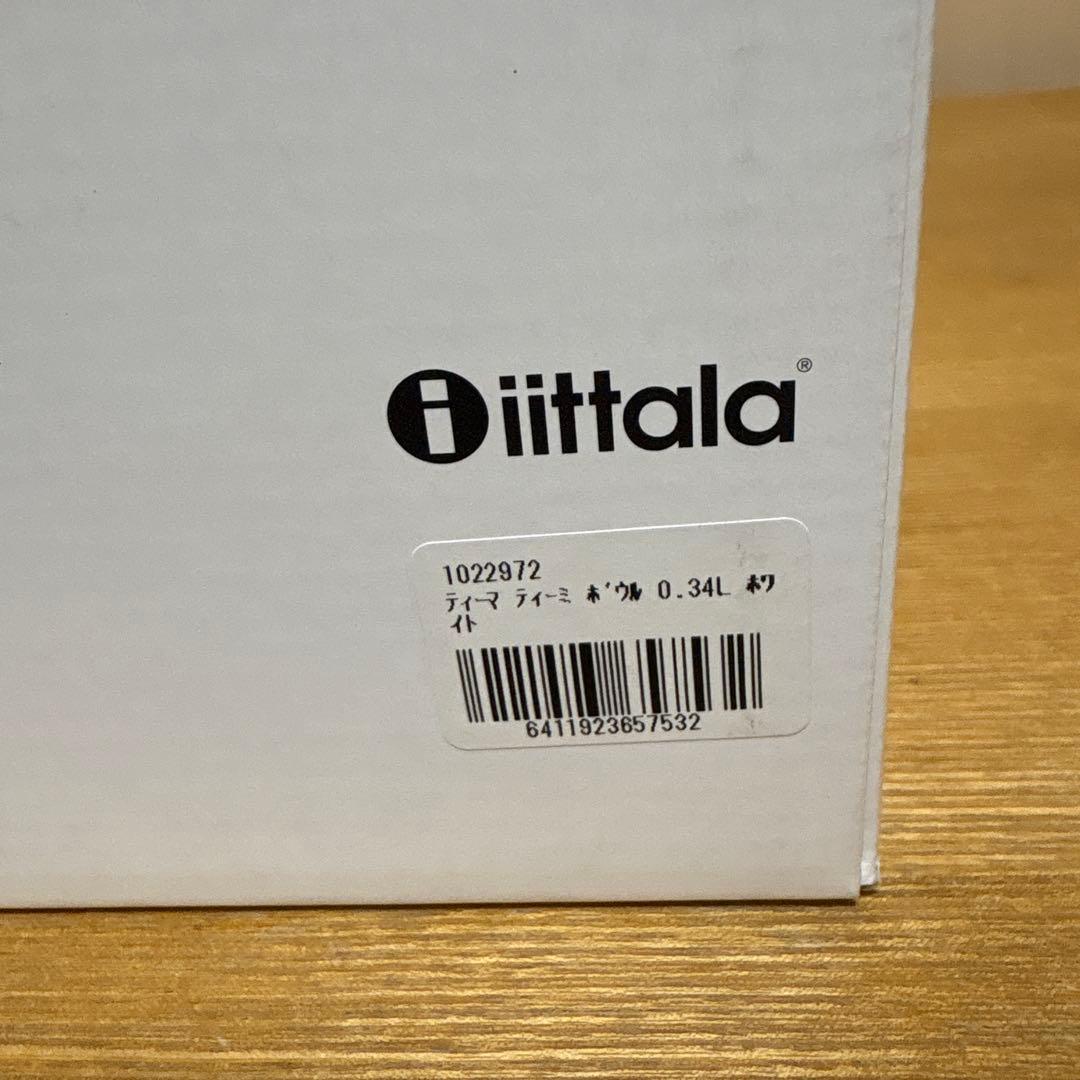 iittala®
1022972
ティーマ ティーミ ボウル 0.34L ホワ
イト
6411923657532